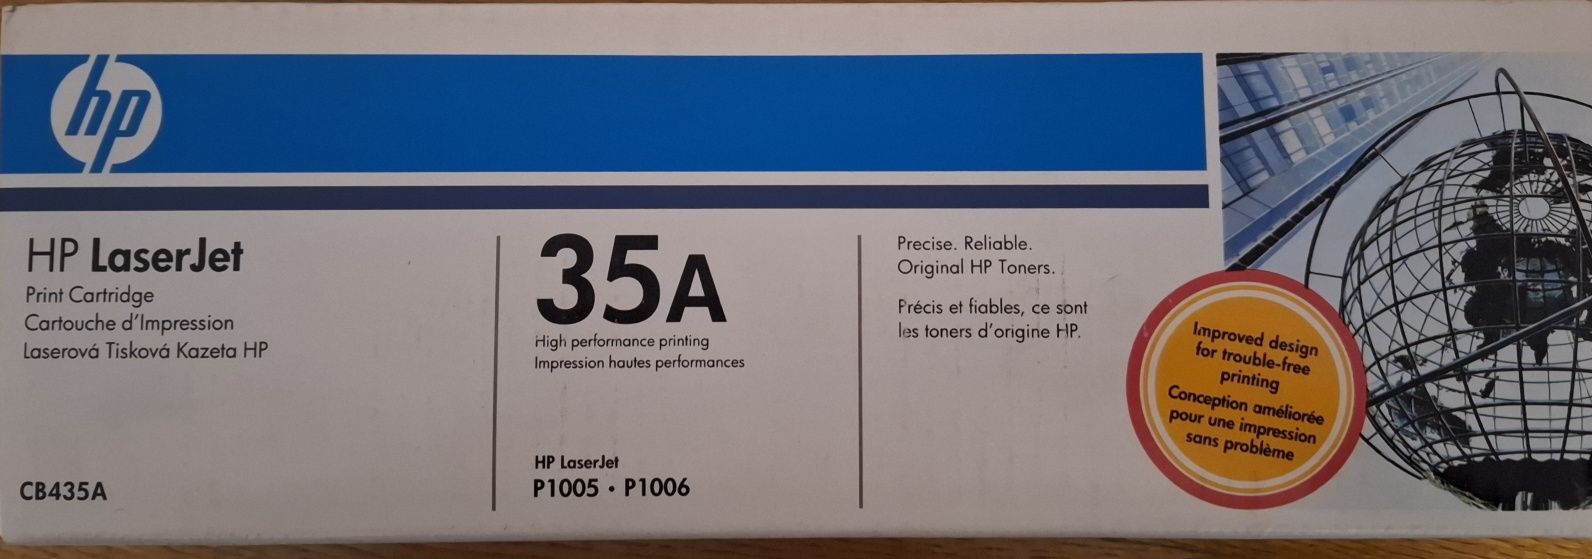 hp
HP LaserJet
Print Cartridge
Cartouche d'Impression
Laserová Tisková Kazeta HP
CB435A
35A
High performance printing
Impression hautes performances
HP LaserJet
P1005 • P1006
Precise. Reliable.
Original HP Toners.
Précis et fiables, ce sont
les toners d'origine HP.
Improved design
for trouble-free
printing
Conception améliorée
pour une impression
sans problème